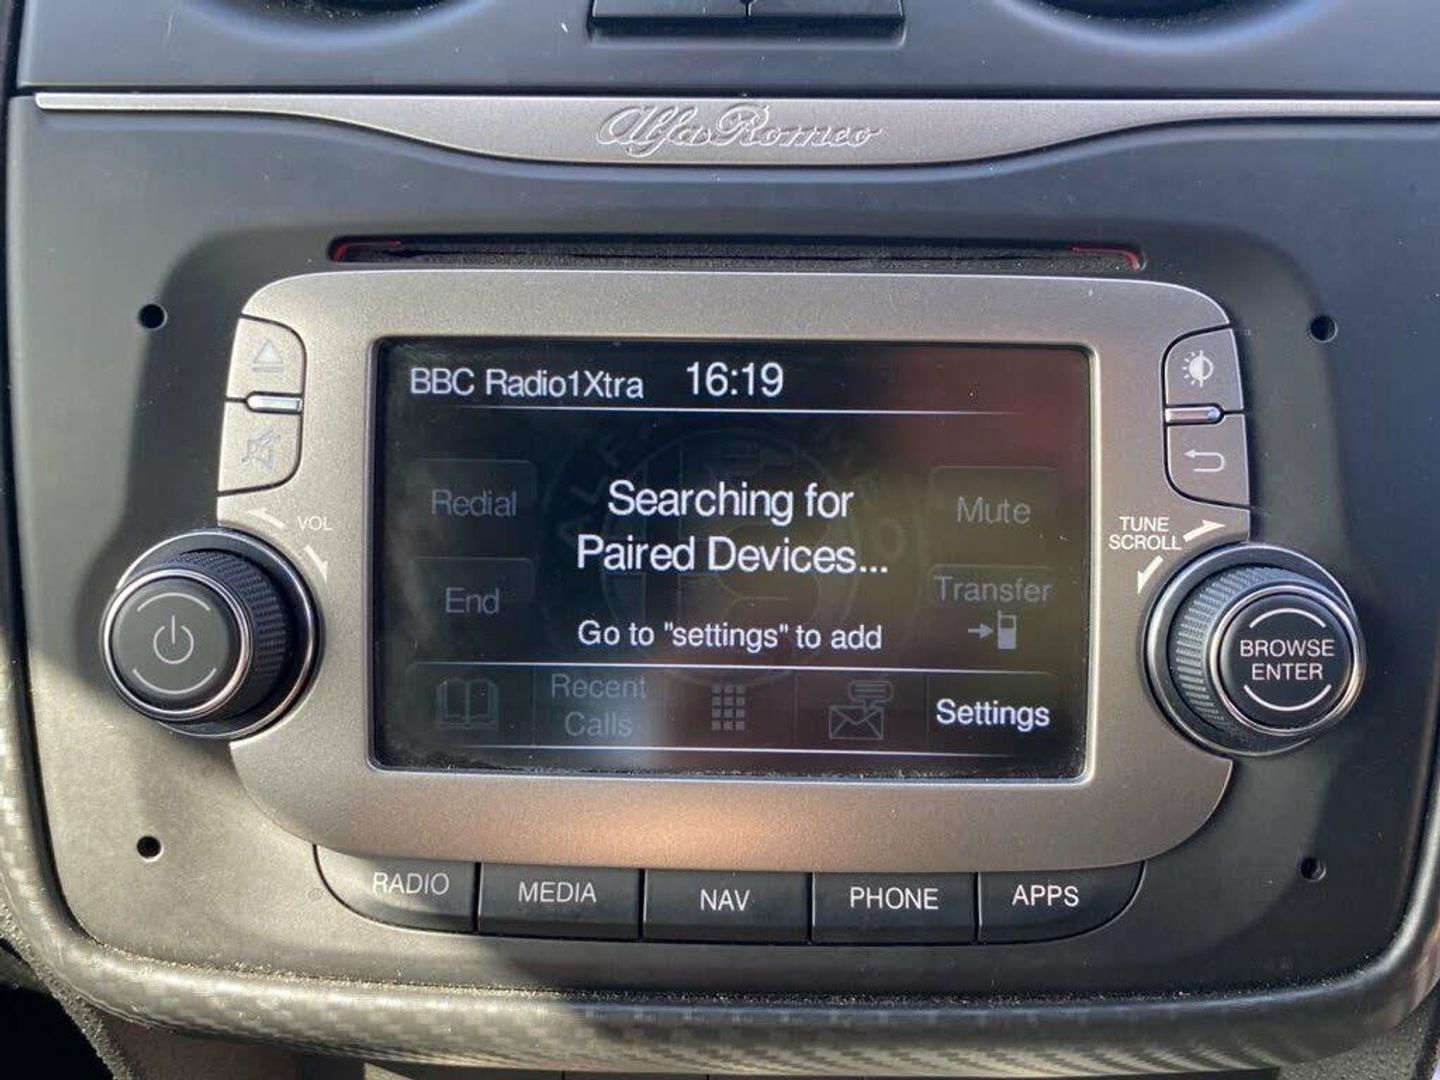 Alfa Romeo
BBC Radio1Xtra 16:19
Redial
Searching for
Paired Devices...
Mute
End
Transfer
Go to "settings" to add
Recent
Calls
Settings
VOL
TUNE
SCROLL
BROWSE
ENTER
RADIO MEDIA NAV PHONE APPS